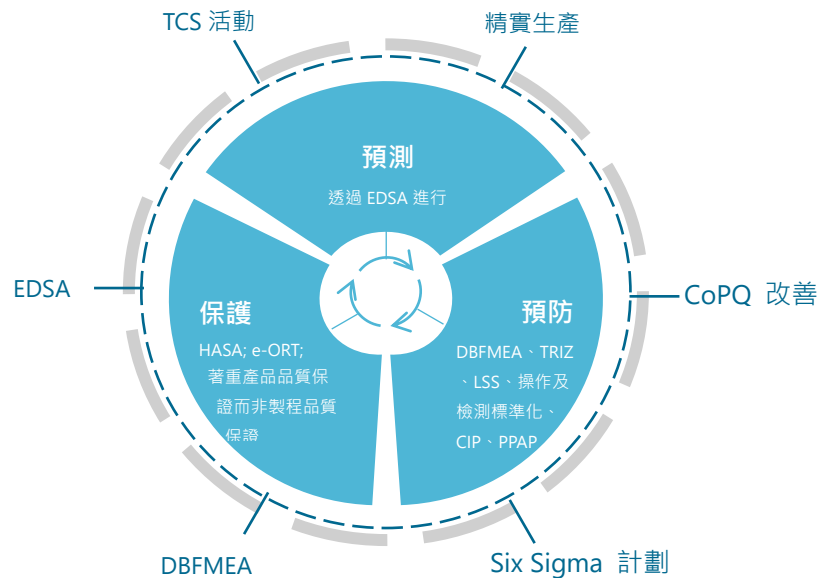 TCS 活動
精實生產
預測
透過 EDSA 進行
EDSA
CoPQ 改善
保護
HASA; e-ORT;
著重產品品質保
證而非製程品質
保證
預防
DBFMEA、TRIZ
、LSS、操作及
檢測標準化、
CIP、PPAP
DBFMEA
Six Sigma 計劃